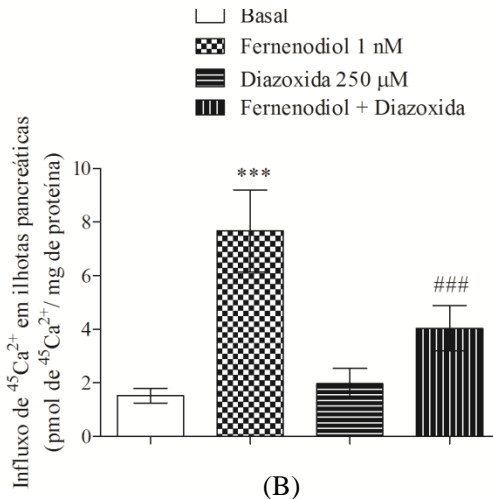 Basal
Fernenodiol 1 nM
Diazoxida 250 μM
Fernenodiol + Diazoxida
Influxo de ⁴⁵Ca²⁺ em ilhotas pancreáticas
(pmol de ⁴⁵Ca²⁺/ mg de proteína)
10
8
6
4
2
0
***
###
(B)